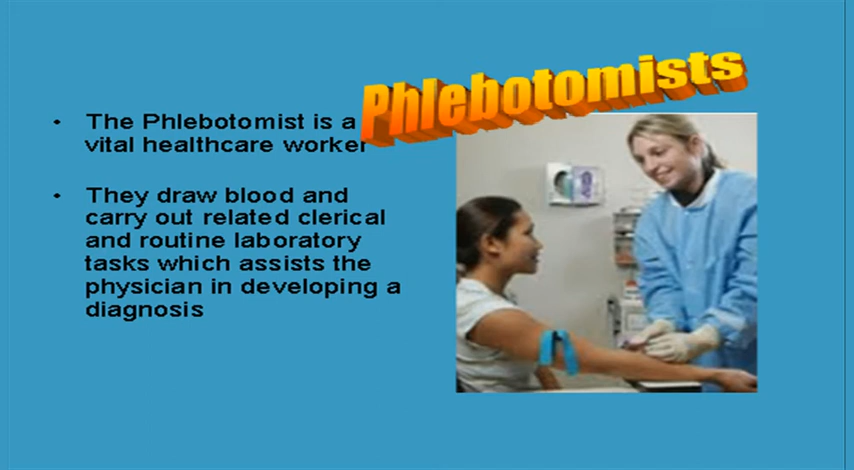 Phlebotomists
• The Phlebotomist is a
vital healthcare worker
• They draw blood and
carry out related clerical
and routine laboratory
tasks which assists the
physician in developing a
diagnosis